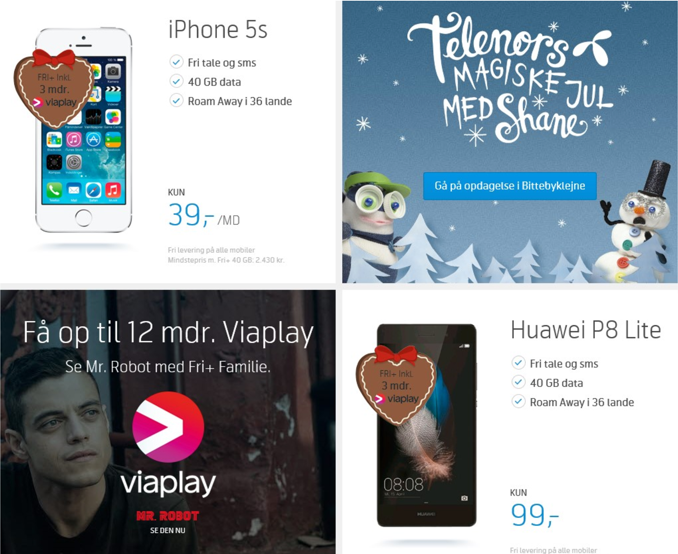 iPhone 5s
FRI+ inkl.
3 mdr.
viaplay
Fri tale og sms
40 GB data
Roam Away i 36 lande
KUN
39,- /MD
Fri levering på alle mobiler
Mindstepris m. Fri+ 40 GB: 2.430 kr.
Telenors
MAGISKE JUL
MED Shane
Gå på opdagelse i Bittebyklejne
Få op til 12 mdr. Viaplay
Se Mr. Robot med Fri+ Familie.
viaplay
MR. ROBOT
SE DEN NU
Huawei P8 Lite
FRI+ inkl.
3 mdr.
viaplay
Fri tale og sms
40 GB data
Roam Away i 36 lande
08:08
HUAWEI
KUN
99,-
Fri levering på alle mobiler